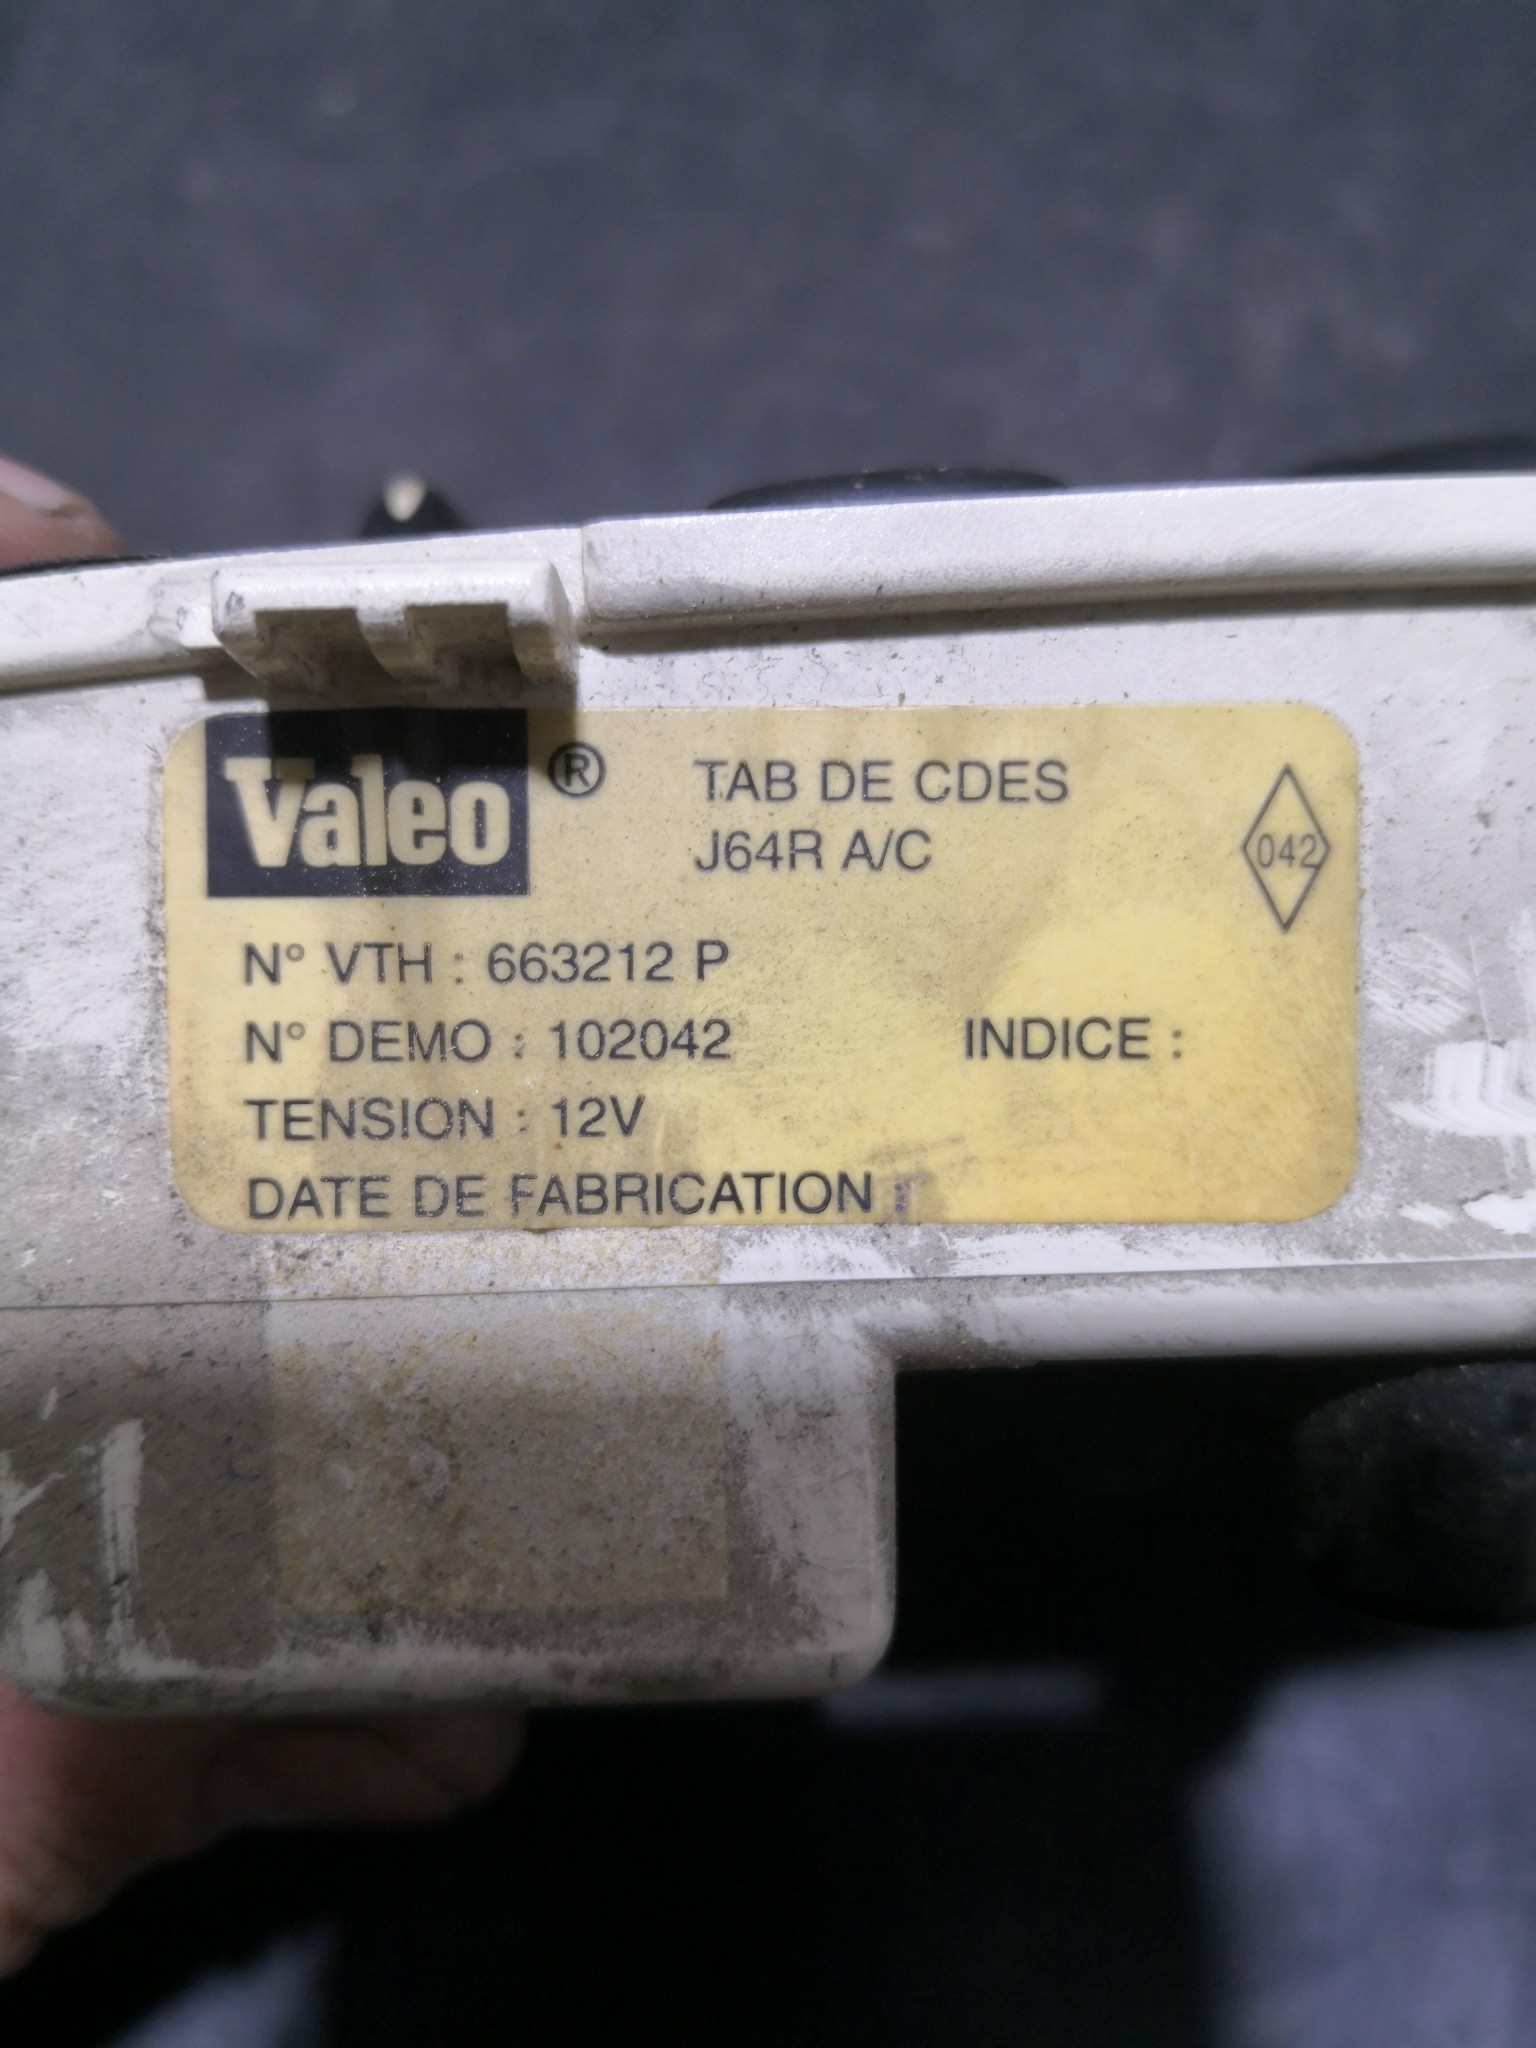 Valeo ® TAB DE CDES
J64R A/C
042
N° VTH : 663212 P
N° DEMO : 102042 INDICE :
TENSION : 12V
DATE DE FABRICATION :